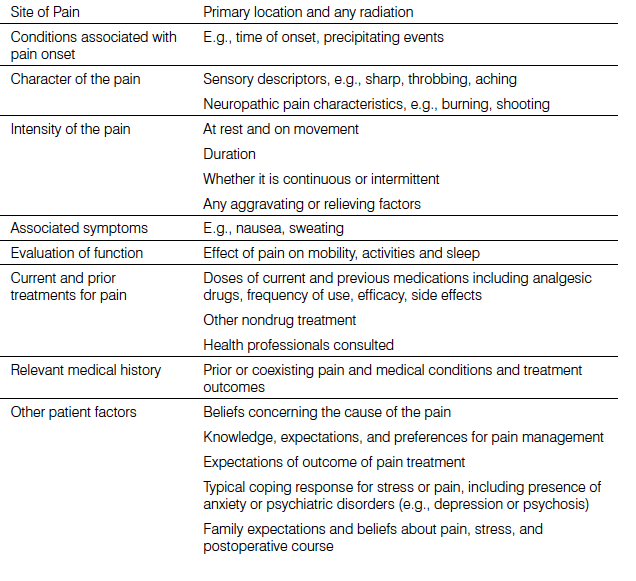 Site of Pain Primary location and any radiation
Conditions associated with E.g., time of onset, precipitating events
pain onset
Character of the pain Sensory descriptors, e.g., sharp, throbbing, aching
Neuropathic pain characteristics, e.g., burning, shooting
Intensity of the pain At rest and on movement
Duration
Whether it is continuous or intermittent
Any aggravating or relieving factors
Associated symptoms E.g., nausea, sweating
Evaluation of function Effect of pain on mobility, activities and sleep
Current and prior Doses of current and previous medications including analgesic
treatments for pain drugs, frequency of use, efficacy, side effects
Other nondrug treatment
Health professionals consulted
Relevant medical history Prior or coexisting pain and medical conditions and treatment
outcomes
Other patient factors Beliefs concerning the cause of the pain
Knowledge, expectations, and preferences for pain management
Expectations of outcome of pain treatment
Typical coping response for stress or pain, including presence of
anxiety or psychiatric disorders (e.g., depression or psychosis)
Family expectations and beliefs about pain, stress, and
postoperative course